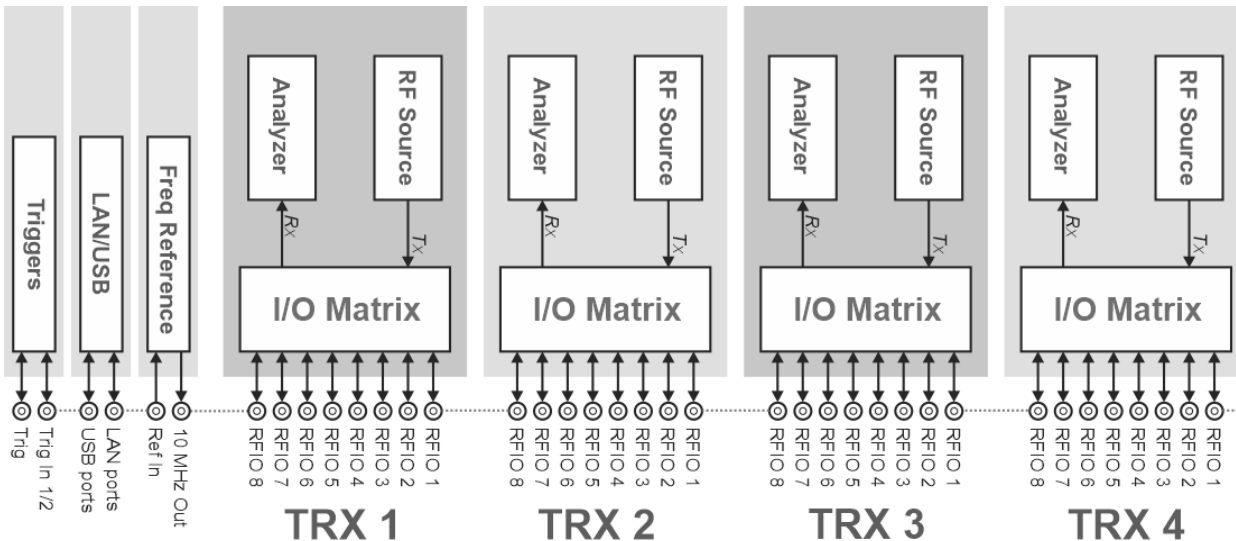 Triggers
LAN/USB
Freq Reference
Trig
Trig In 1/2
USB ports
LAN ports
Ref In
10 MHz Out
Analyzer
RF Source
Rx
Tx
I/O Matrix
RFIO 8
RFIO 7
RFIO 6
RFIO 5
RFIO 4
RFIO 3
RFIO 2
RFIO 1
TRX 1
Analyzer
RF Source
Rx
Tx
I/O Matrix
RFIO 8
RFIO 7
RFIO 6
RFIO 5
RFIO 4
RFIO 3
RFIO 2
RFIO 1
TRX 2
Analyzer
RF Source
Rx
Tx
I/O Matrix
RFIO 8
RFIO 7
RFIO 6
RFIO 5
RFIO 4
RFIO 3
RFIO 2
RFIO 1
TRX 3
Analyzer
RF Source
Rx
Tx
I/O Matrix
RFIO 8
RFIO 7
RFIO 6
RFIO 5
RFIO 4
RFIO 3
RFIO 2
RFIO 1
TRX 4